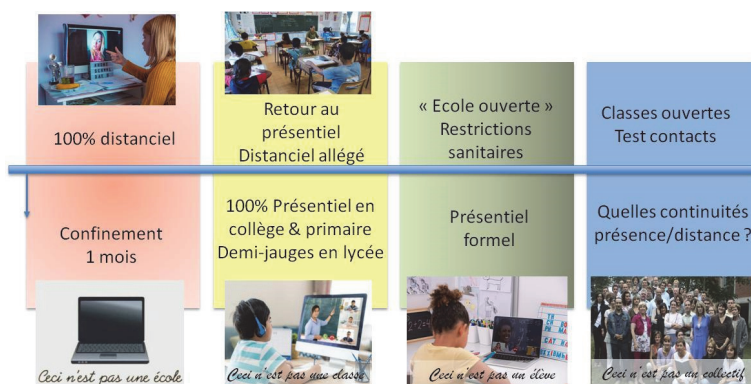 100% distanciel
Retour au
présentiel
Distanciel allégé
« Ecole ouverte »
Restrictions
sanitaires
Classes ouvertes
Test contacts
Confinement
1 mois
100% Présentiel en
collège & primaire
Demi-jauges en lycée
Présentiel
formel
Quelles continuités
présence/distance ?
Ceci n'est pas une école
Ceci n'est pas une classe
Ceci n'est pas un élève
Ceci n'est pas un collectif